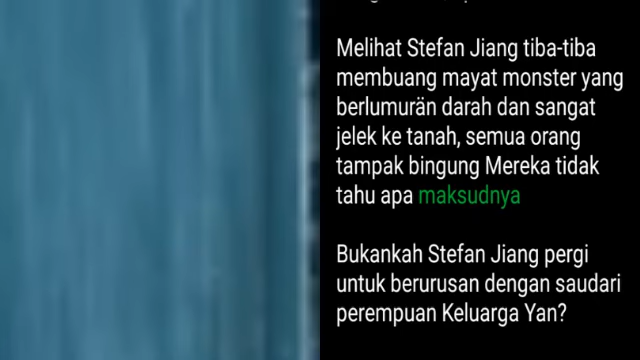 Melihat Stefan Jiang tiba-tiba
membuang mayat monster yang
berlumurän darah dan sangat
jelek ke tanah, semua orang
tampak bingung Mereka tidak
tahu apa maksudnya
Bukankah Stefan Jiang pergi
untuk berurusan dengan saudari
perempuan Keluarga Yan?